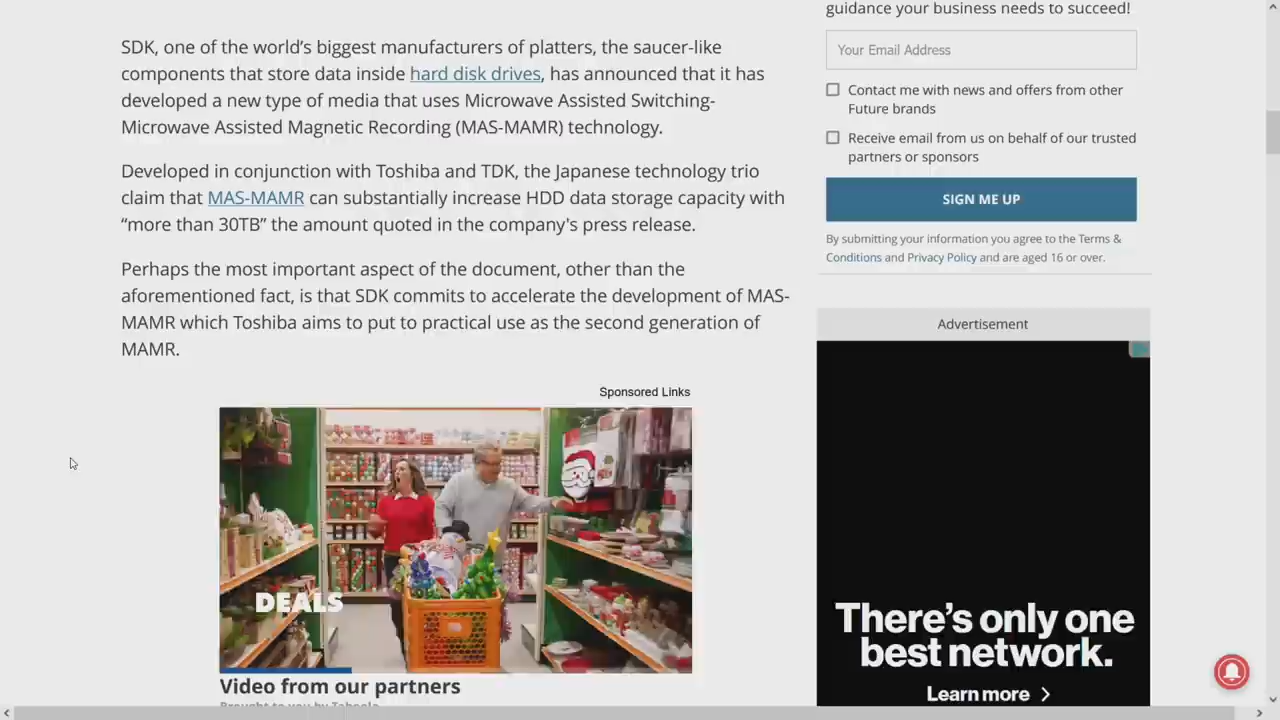 guidance your business needs to succeed!
SDK, one of the world's biggest manufacturers of platters, the saucer-like
components that store data inside hard disk drives, has announced that it has
developed a new type of media that uses Microwave Assisted Switching-
Microwave Assisted Magnetic Recording (MAS-MAMR) technology.
Developed in conjunction with Toshiba and TDK, the Japanese technology trio
claim that MAS-MAMR can substantially increase HDD data storage capacity with
“more than 30TB” the amount quoted in the company's press release.
Perhaps the most important aspect of the document, other than the
aforementioned fact, is that SDK commits to accelerate the development of MAS-
MAMR which Toshiba aims to put to practical use as the second generation of
MAMR.
Sponsored Links
DEALS
Video from our partners
Brought to you by Taboola
Your Email Address
Contact me with news and offers from other
Future brands
Receive email from us on behalf of our trusted
partners or sponsors
SIGN ME UP
By submitting your information you agree to the Terms &
Conditions and Privacy Policy and are aged 16 or over.
Advertisement
There's only one
best network.
Learn more